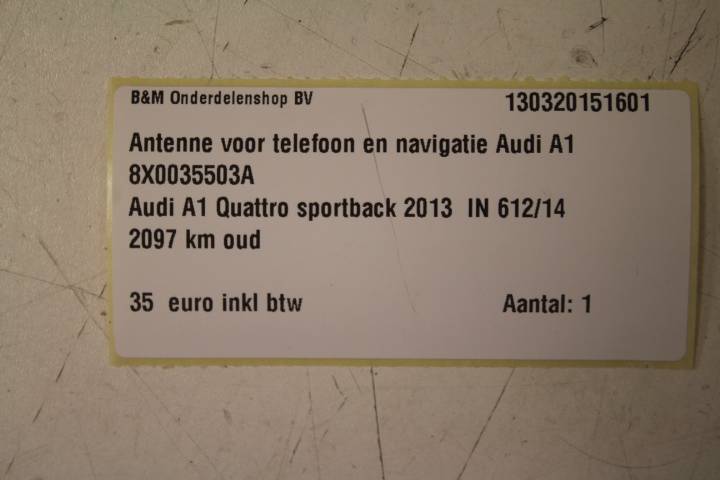 B&M Onderdelenshop BV 130320151601
Antenne voor telefoon en navigatie Audi A1
8X0035503A
Audi A1 Quattro sportback 2013 IN 612/14
2097 km oud
35 euro inkl btw Aantal: 1